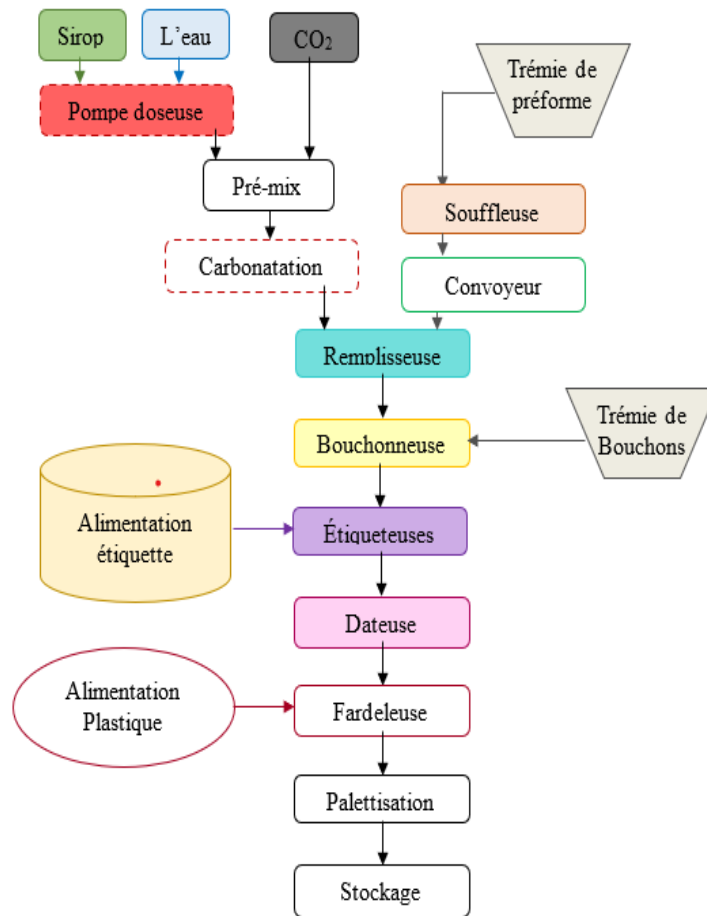 Sirop
L'eau
CO₂
Trémie de
préforme
Pompe doseuse
Pré-mix
Souffleuse
Carbonatation
Convoyeur
Remplisseuse
Trémie de
Bouchons
Bouchonneuse
Alimentation
étiquette
Étiqueteuses
Dateuse
Alimentation
Plastique
Fardeleuse
Palettisation
Stockage